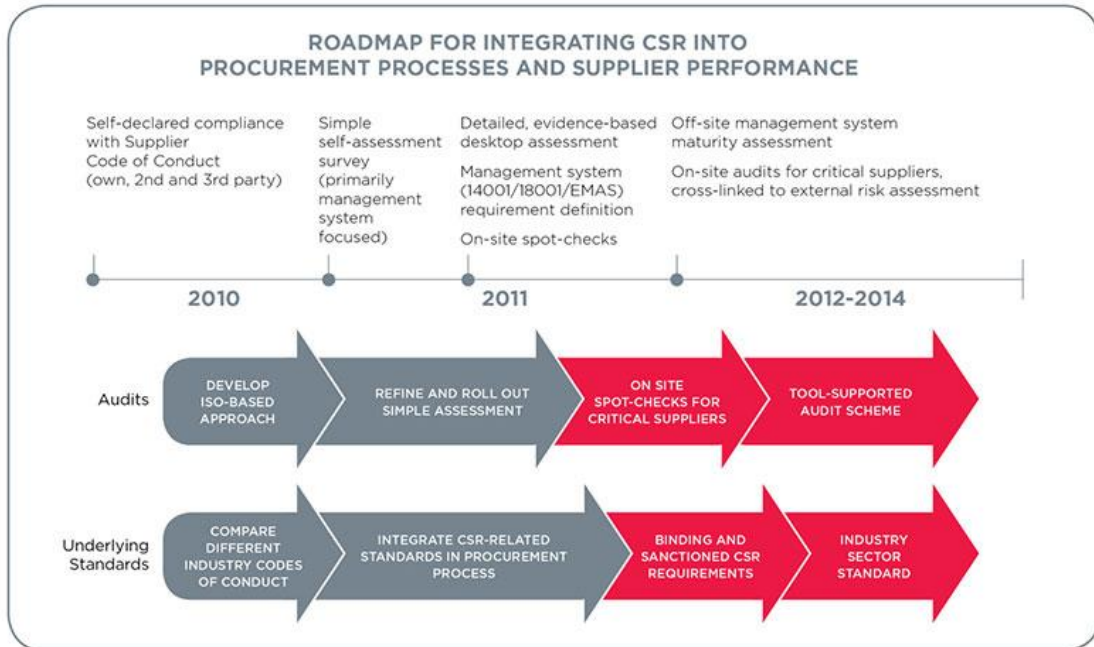 ROADMAP FOR INTEGRATING CSR INTO
PROCUREMENT PROCESSES AND SUPPLIER PERFORMANCE
Self-declared compliance
with Supplier
Code of Conduct
(own, 2nd and 3rd party)
Simple
self-assessment
survey
(primarily
management
system
focused)
Detailed, evidence-based
desktop assessment
Management system
(14001/18001/EMAS)
requirement definition
On-site spot-checks
Off-site management system
maturity assessment
On-site audits for critical suppliers,
cross-linked to external risk assessment
2010
2011
2012-2014
Audits
DEVELOP
ISO-BASED
APPROACH
REFINE AND ROLL OUT
SIMPLE ASSESSMENT
ON SITE
SPOT-CHECKS FOR
CRITICAL SUPPLIERS
TOOL-SUPPORTED
AUDIT SCHEME
Underlying
Standards
COMPARE
DIFFERENT
INDUSTRY CODES
OF CONDUCT
INTEGRATE CSR-RELATED
STANDARDS IN PROCUREMENT
PROCESS
BINDING AND
SANCTIONED CSR
REQUIREMENTS
INDUSTRY
SECTOR
STANDARD